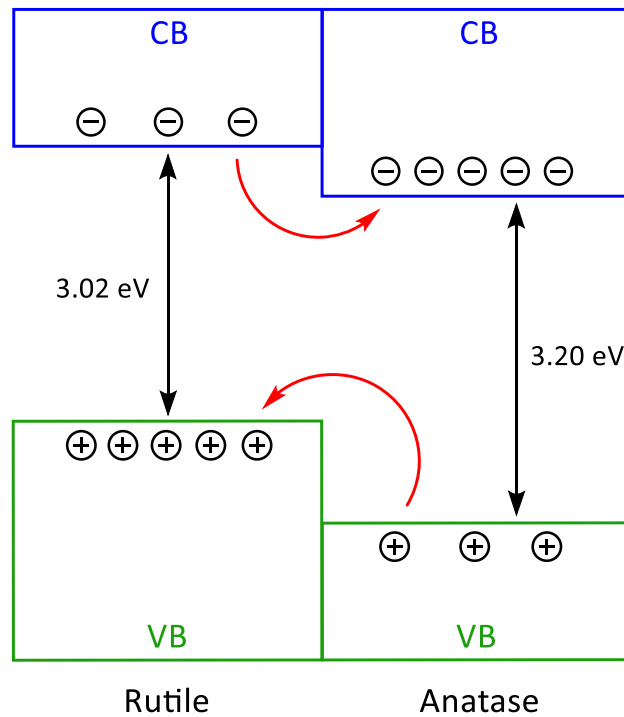 CB
CB
3.02 eV
3.20 eV
VB
VB
Rutile
Anatase